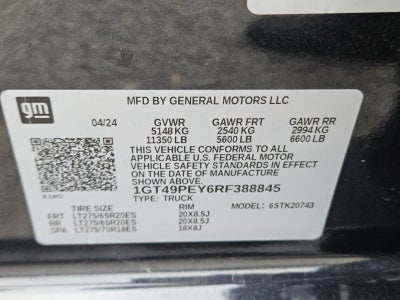 gm
MFD BY GENERAL MOTORS LLC
04/24 GVWR GAWR FRT GAWR RR
5148 KG 2540 KG 2994 KG
11350 LB 5600 LB 6600 LB
THIS VEHICLE CONFORMS TO ALL APPLICABLE
U.S. FEDERAL MOTOR VEHICLE SAFETY STANDARDS IN EFFECT
ON THE DATE OF MANUFACTURE
SHOWN ABOVE.
1GT49PEY6RF388845
TYPE: TRUCK
TIRE SIZE RIM MODEL: 6STK20743
FRT LT275/65R20ES 20X8.5J
RR LT275/65R20ES 20X8.5J
SPA LT275/70R18ES 18X8J